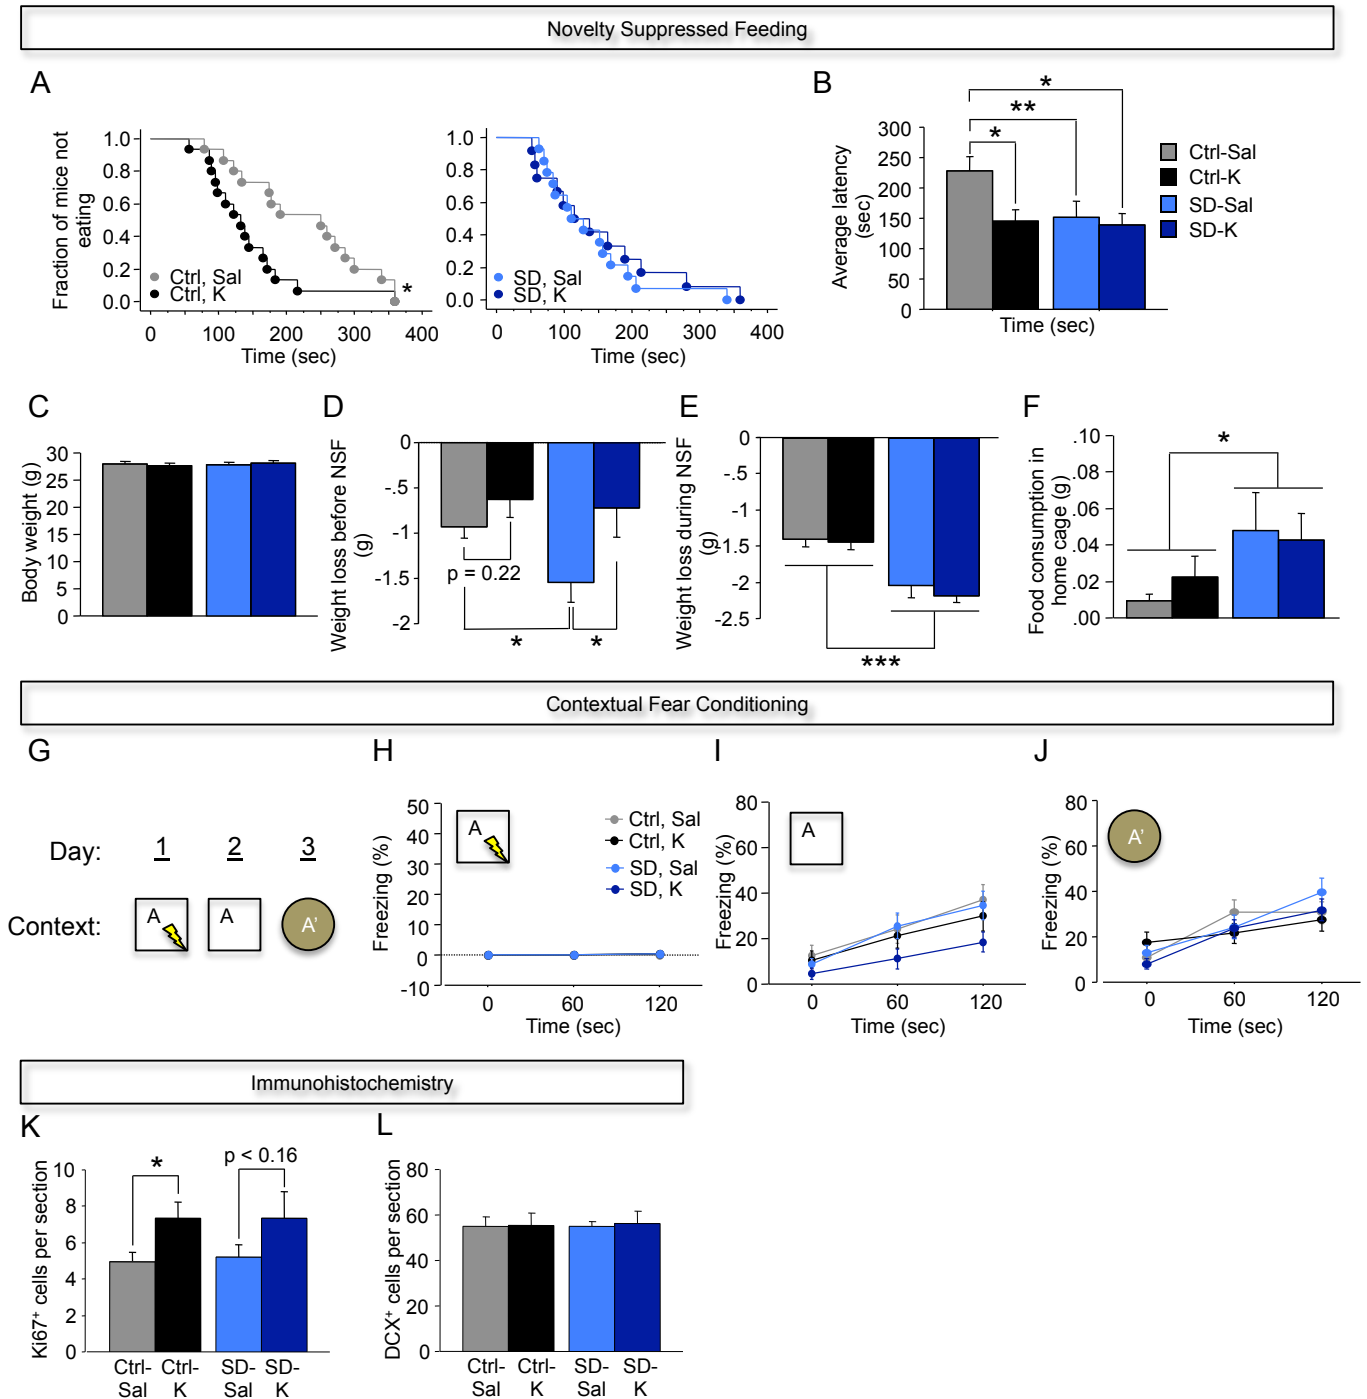 Novelty Suppressed Feeding
A
Fraction of mice not
eating
1.0
0.8
0.6
0.4
0.2
0.0
Ctrl, Sal
Ctrl, K
*
0 100 200 300 400
Time (sec)
1.0
0.8
0.6
0.4
0.2
0.0
SD, Sal
SD, K
0 100 200 300 400
Time (sec)
B
Average latency
(sec)
300
250
200
150
100
50
0
*
**
*
Time (sec)
Ctrl-Sal
Ctrl-K
SD-Sal
SD-K
C
Body weight (g)
30
25
20
15
10
5
0
D
Weight loss before NSF
(g)
0
-.5
-1
-1.5
-2
p = 0.22
*
*
E
Weight loss during NSF
(g)
0
-.5
-1
-1.5
-2
-2.5
***
F
Food consumption in
home cage (g)
.10
.08
.06
.04
.02
.00
*
Contextual Fear Conditioning
G
Day: 1 2 3
Context: A A A'
H
Freezing (%)
50
40
30
20
10
0
-10
A
Ctrl, Sal
Ctrl, K
SD, Sal
SD, K
0 60 120
Time (sec)
I
Freezing (%)
80
60
40
20
0
A
0 60 120
Time (sec)
J
Freezing (%)
80
60
40
20
0
A'
0 60 120
Time (sec)
Immunohistochemistry
K
Ki67+ cells per section
10
8
6
4
2
0
*
p < 0.16
Ctrl- Ctrl- SD- SD-
Sal K Sal K
L
DCX+ cells per section
80
60
40
60
0
Ctrl- Ctrl- SD- SD-
Sal K Sal K